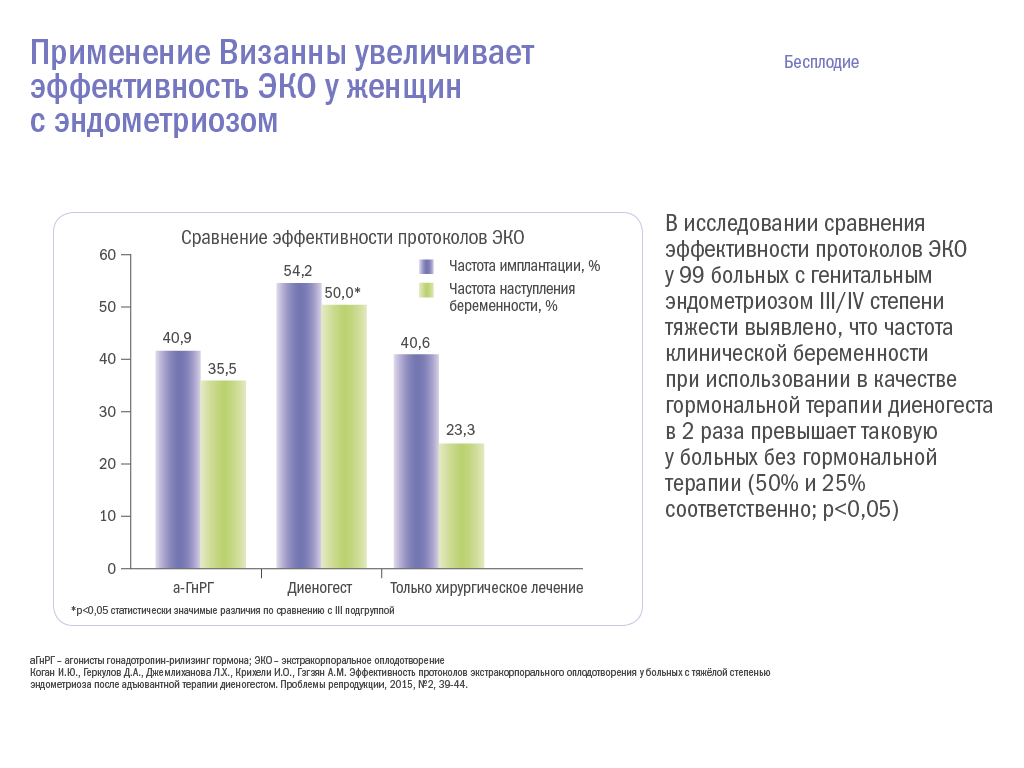 Применение Визанны увеличивает
эффективность ЭКО у женщин
с эндометриозом
Бесплодие
Сравнение эффективности протоколов ЭКО
Частота имплантации, %
Частота наступления
беременности, %
60
50
40
30
20
10
0
40,9
35,5
54,2
50,0*
40,6
23,3
а-ГнРГ
Диеногест
Только хирургическое лечение
*p<0,05 статистически значимые различия по сравнению с III подгруппой
В исследовании сравнения
эффективности протоколов ЭКО
у 99 больных с генитальным
эндометриозом III/IV степени
тяжести выявлено, что частота
клинической беременности
при использовании в качестве
гормональной терапии диеногеста
в 2 раза превышает таковую
у больных без гормональной
терапии (50% и 25%
соответственно; p<0,05)
аГнРГ – агонисты гонадотропин-рилизинг гормона; ЭКО – экстракорпоральное оплодотворение
Коган И.Ю., Геркулов Д.А., Джемлиханова Л.Х., Крихели И.О., Гэгзян А.М. Эффективность протоколов экстракорпорального оплодотворения у больных с тяжёлой степенью
эндометриоза после адъювантной терапии диеногестом. Проблемы репродукции, 2015, №2, 39-44.